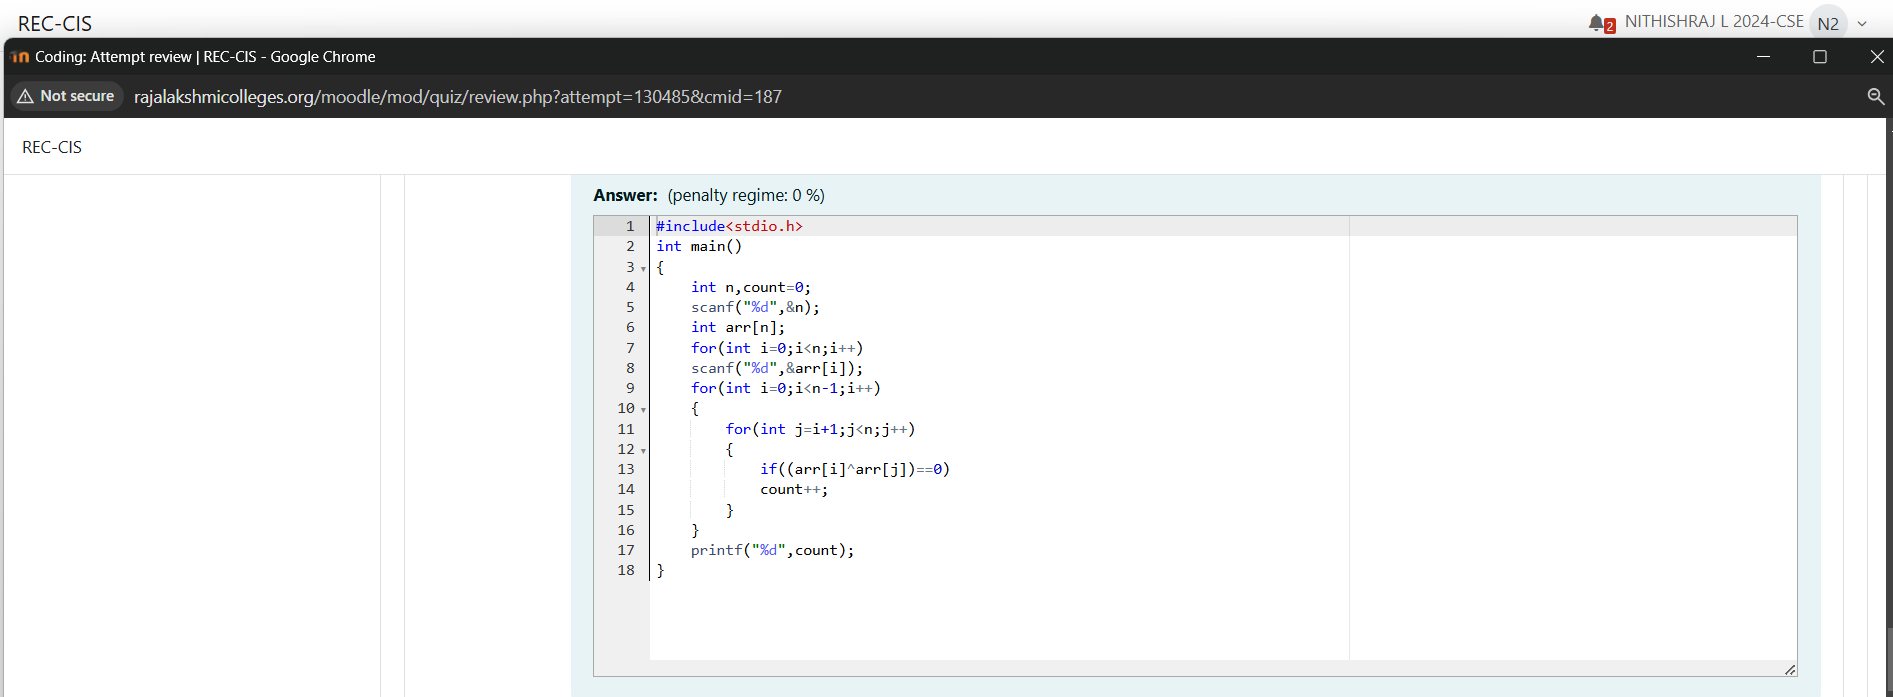 REC-CIS
2 NITHISHRAJ L 2024-CSE N2
Coding: Attempt review | REC-CIS - Google Chrome
Not secure rajalakshmicolleges.org/moodle/mod/quiz/review.php?attempt=130485&cmid=187
REC-CIS
Answer: (penalty regime: 0 %)
1 #include<stdio.h>
2 int main()
3 {
4     int n,count=0;
5     scanf("%d",&n);
6     int arr[n];
7     for(int i=0;i<n;i++)
8     scanf("%d",&arr[i]);
9     for(int i=0;i<n-1;i++)
10     {
11         for(int j=i+1;j<n;j++)
12         {
13             if((arr[i]^arr[j])==0)
14             count++;
15         }
16     }
17     printf("%d",count);
18 }